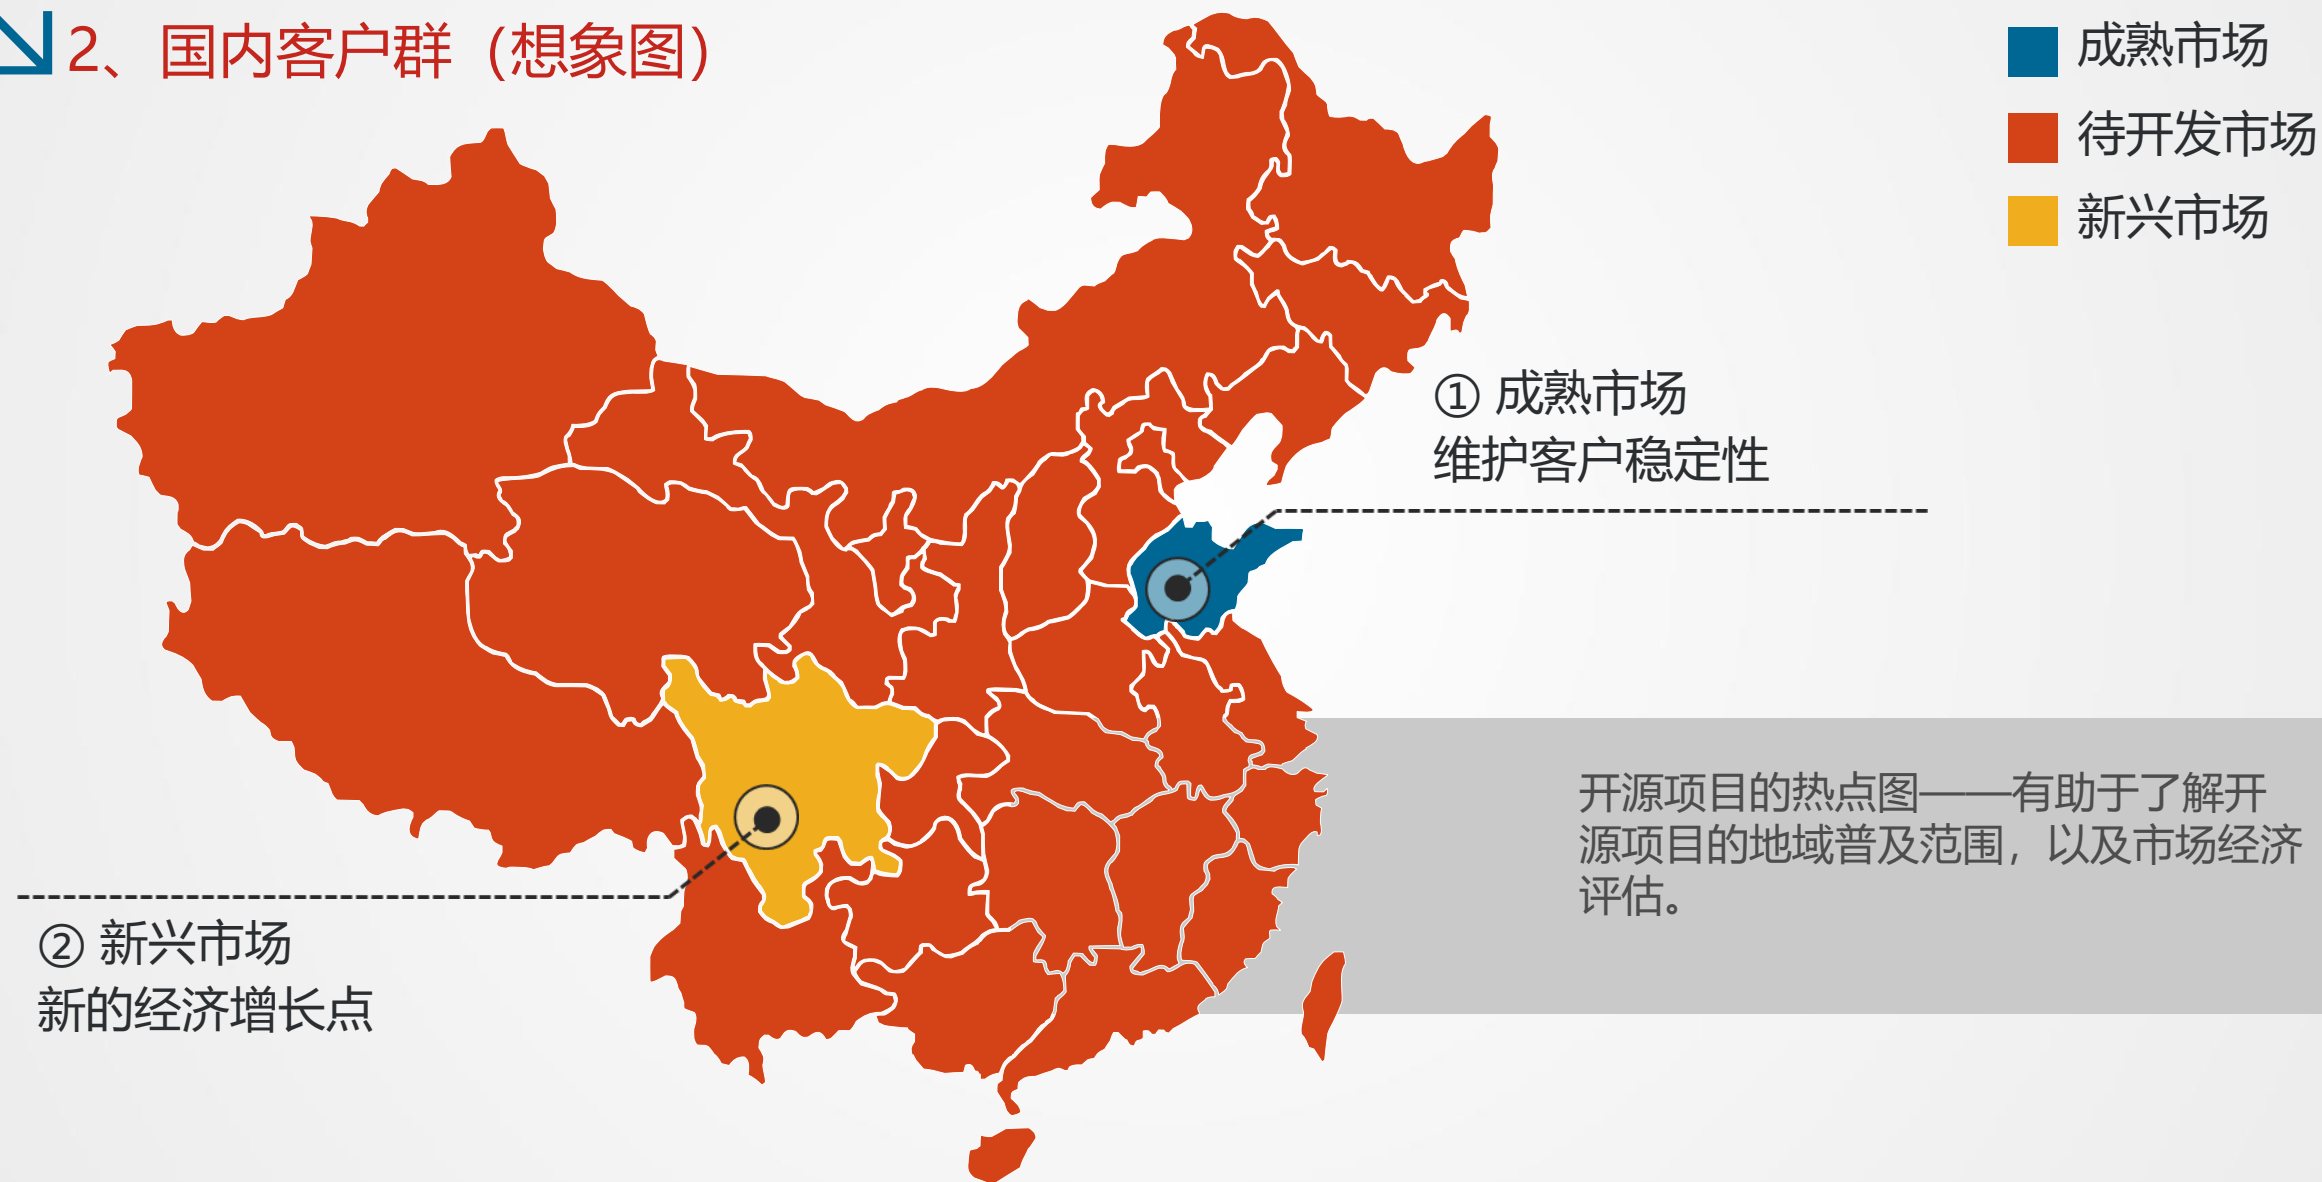 2、国内客户群（想象图）
成熟市场
待开发市场
新兴市场
① 成熟市场
维护客户稳定性
开源项目的热点图——有助于了解开
源项目的地域普及范围，以及市场经济
评估。
② 新兴市场
新的经济增长点